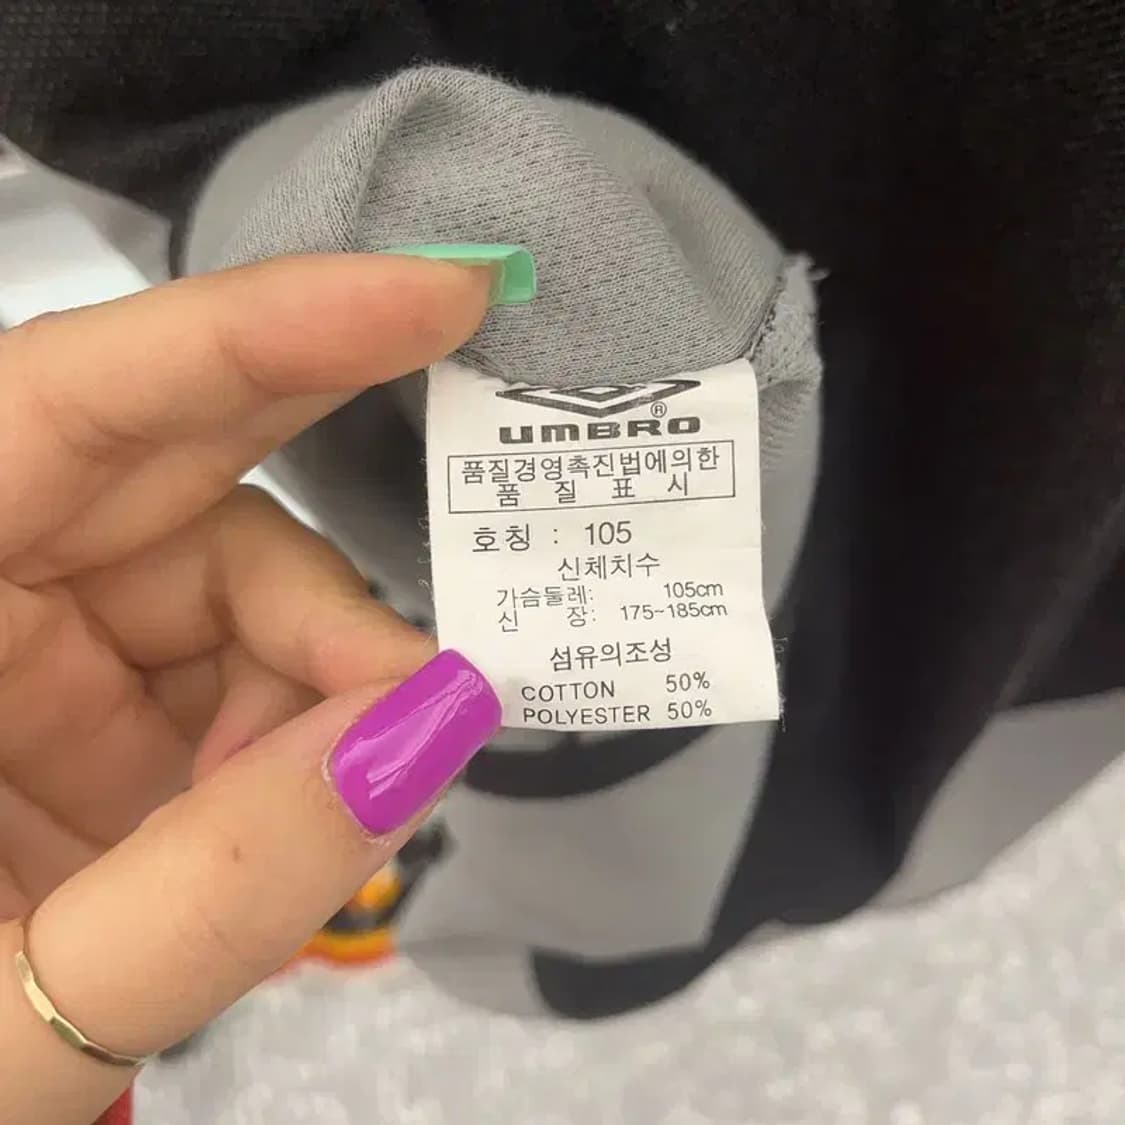 UMBRO
품질경영촉진법에의한
품 질 표 시
호칭 : 105
신체치수
가슴둘레: 105cm
신 장: 175~185cm
섬유의조성
COTTON 50%
POLYESTER 50%